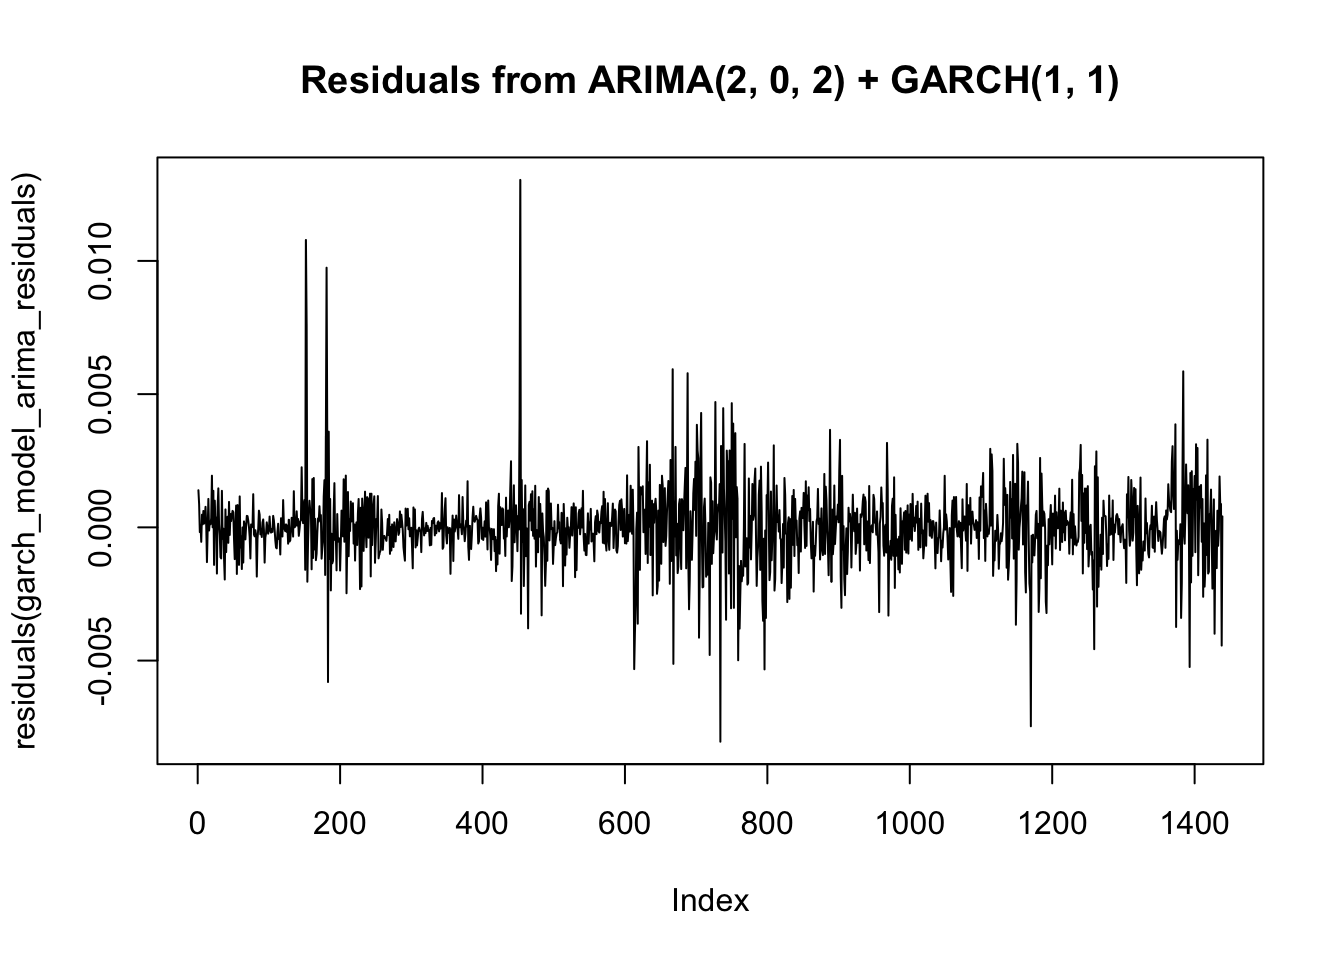 Residuals from ARIMA(2, 0, 2) + GARCH(1, 1)
residuals(garch_model_arima_residuals)
0.010
0.005
0.000
-0.005
0 200 400 600 800 1000 1200 1400
Index